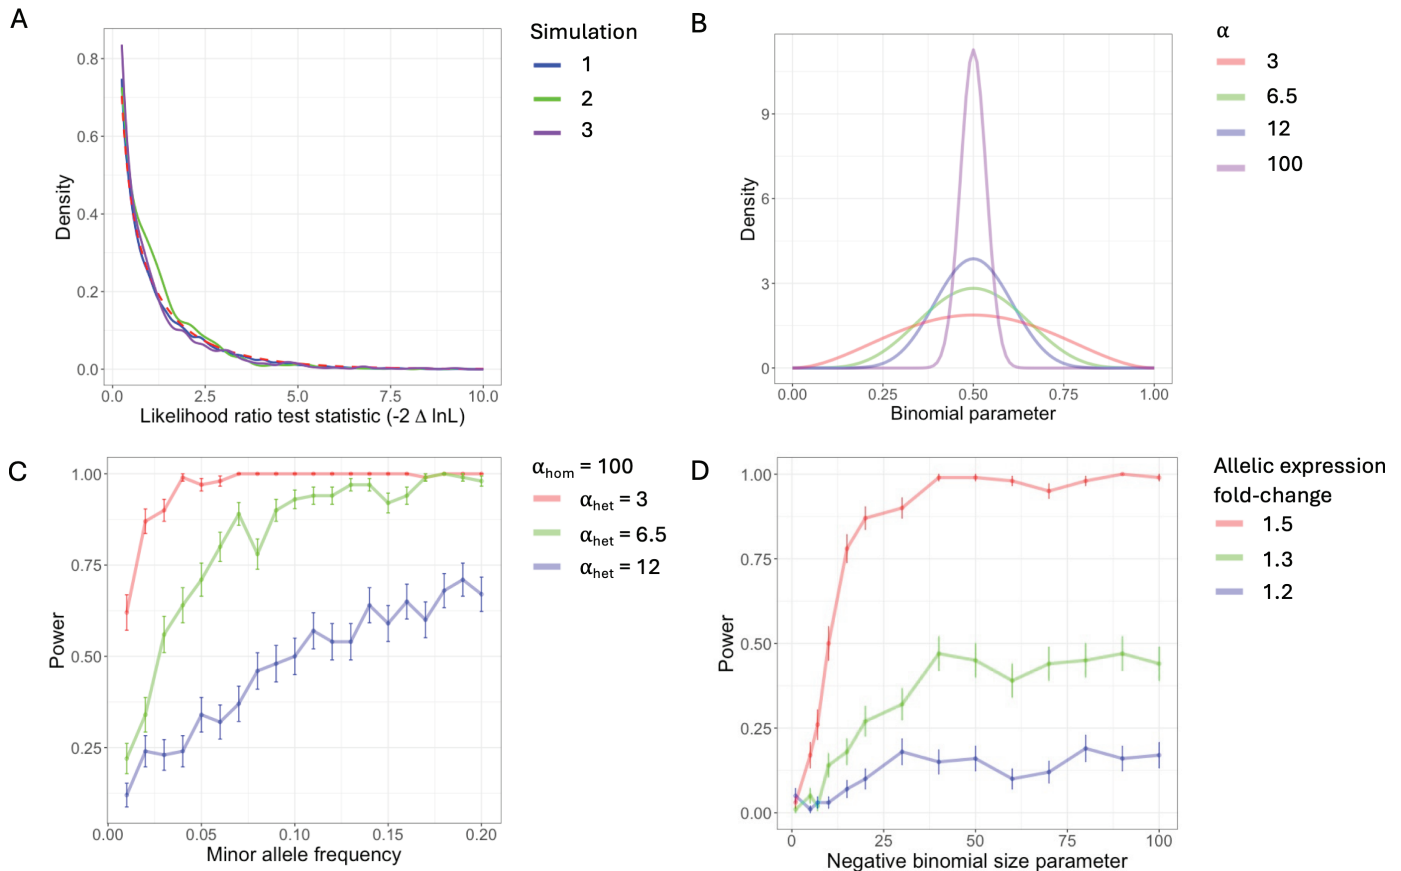 A
Simulation
1
2
3
0.8
0.6
0.4
0.2
0.0
Density
0.0 2.5 5.0 7.5 10.0
Likelihood ratio test statistic (-2 Δ lnL)
B
α
3
6.5
12
100
9
6
3
0
Density
0.00 0.25 0.50 0.75 1.00
Binomial parameter
C
αhom = 100
αhet = 3
αhet = 6.5
αhet = 12
1.00
0.75
0.50
0.25
Power
0.00 0.05 0.10 0.15 0.20
Minor allele frequency
D
Allelic expression
fold-change
1.5
1.3
1.2
1.00
0.75
0.50
0.25
0.00
Power
0 25 50 75 100
Negative binomial size parameter